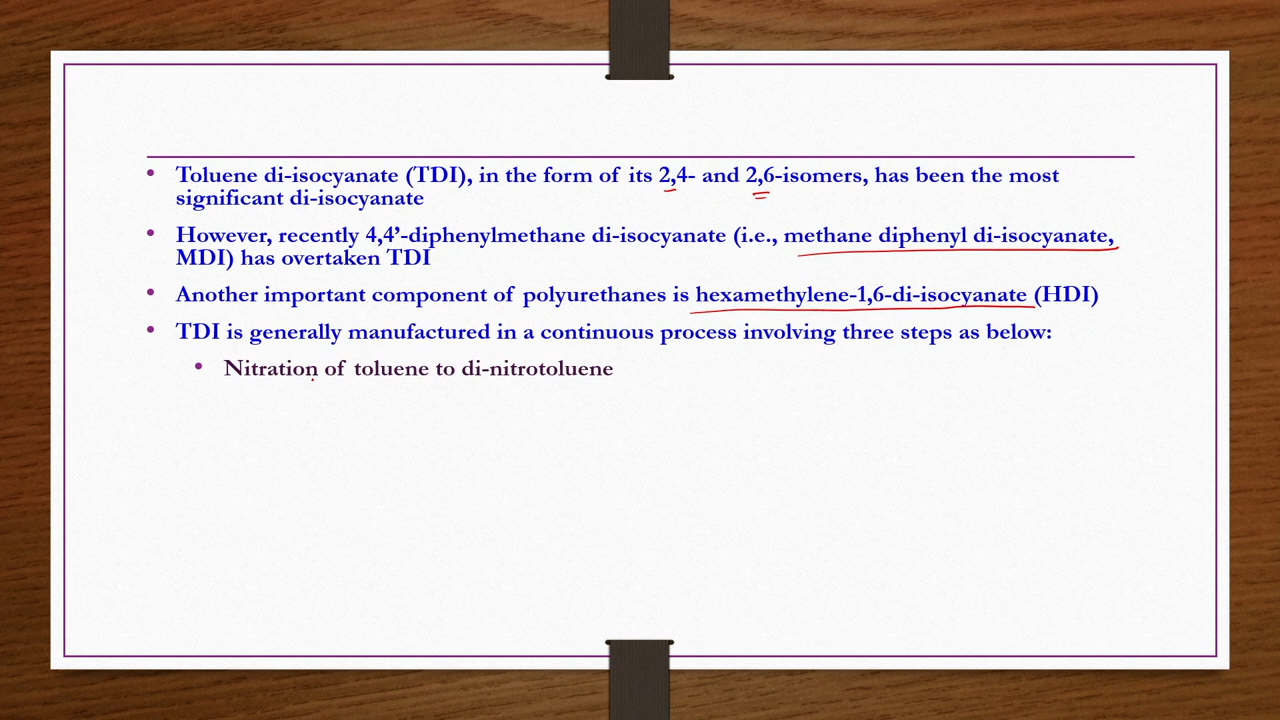 • Toluene di-isocyanate (TDI), in the form of its 2,4- and 2,6-isomers, has been the most
significant di-isocyanate
• However, recently 4,4’-diphenylmethane di-isocyanate (i.e., methane diphenyl di-isocyanate,
MDI) has overtaken TDI
• Another important component of polyurethanes is hexamethylene-1,6-di-isocyanate (HDI)
• TDI is generally manufactured in a continuous process involving three steps as below:
• Nitration of toluene to di-nitrotoluene